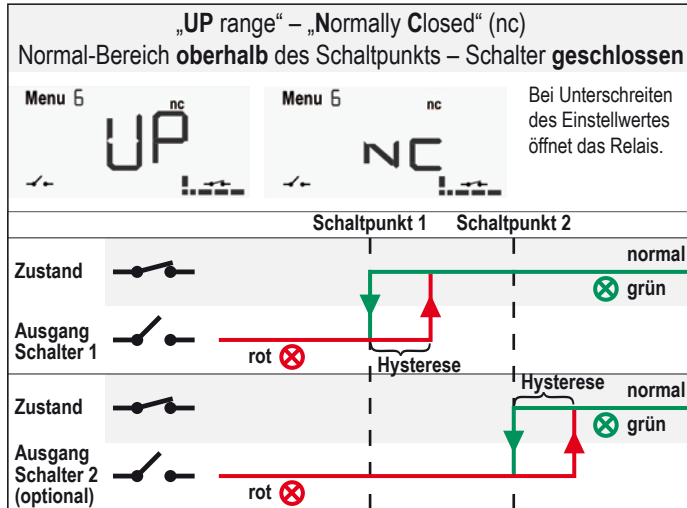 „UP range“ – „Normally Closed“ (nc)
Normal-Bereich oberhalb des Schaltpunkts – Schalter geschlossen
Menu 6
nc
UP
Menu 6
nc
NC
Bei Unterschreiten
des Einstellwertes
öffnet das Relais.
Schaltpunkt 1
Schaltpunkt 2
Zustand
normal
grün
Ausgang
Schalter 1
rot
Hysterese
Zustand
Hysterese
normal
grün
Ausgang
Schalter 2
(optional)
rot